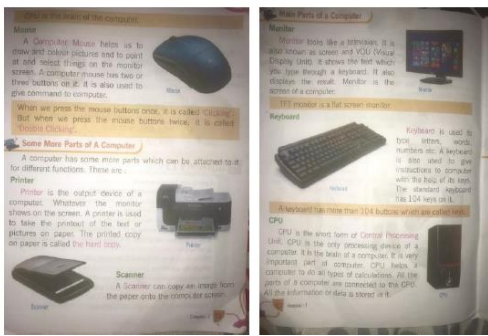 CPU is the brain of the computer.
Mouse
A Computer Mouse helps us to
draw and colour pictures and to point
at and select things on the monitor
screen. A computer mouse has two or
three buttons on it. It is also used to
give command to computer.
Mouse
When we press the mouse buttons once, it is called 'Clicking'.
But when we press the mouse buttons twice, it is called
'Double Clicking'.
Some More Parts of A Computer
A computer has some more parts which can be attached to it
for different functions. These are :
Printer
Printer is the output device of a
computer. Whatever the monitor
shows on the screen. A printer is used
to take the printout of the text or
pictures on paper. The printed copy
on paper is called the hard copy.
Printer
Scanner
A Scanner can copy an image from
the paper onto the computer screen.
Scanner
Main Parts of a Computer
Monitor
Monitor looks like a television. It is
also known as screen and VDU (Visual
Display Unit). It shows the text which
you type through a keyboard. It also
displays the result. Monitor is the
screen of a computer.
Monitor
TFT monitor is a flat screen monitor.
Keyboard
Keyboard is used to
type letters, words,
numbers etc. A keyboard
is also used to give
instructions to computer
with the help of its keys.
The standard keyboard
has 104 keys on it.
Keyboard
A keyboard has more than 104 buttons which are called keys.
CPU
CPU is the short form of Central Processing
Unit. CPU is the only processing device of a
computer. It is the brain of a computer. It is very
important part of computer. CPU helps a
computer to do all types of calculations. All the
parts of a computer are connected to the CPU.
All the information or data is stored in it.
CPU